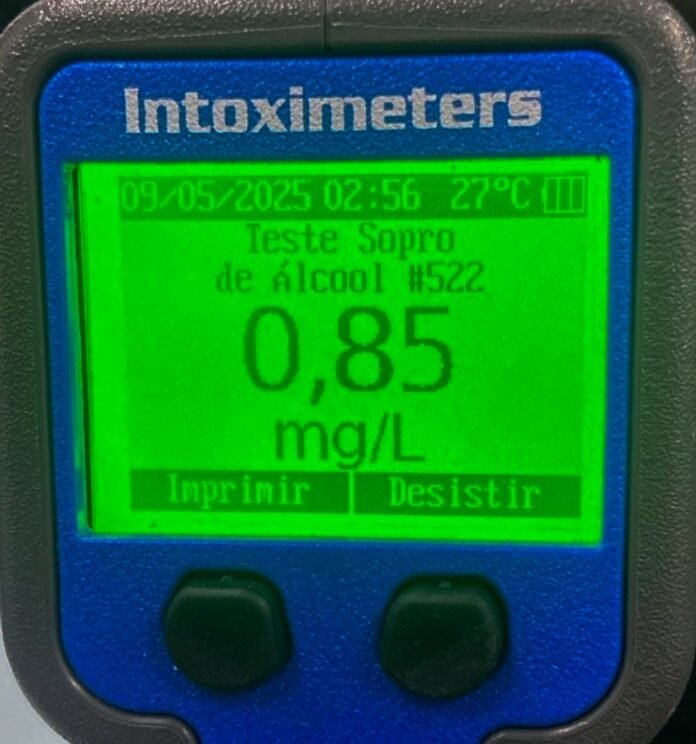 Intoximeters
09/05/2025 02:56 27°C
Teste Sopro
de Álcool #522
0,85
mg/L
Imprimir Desistir